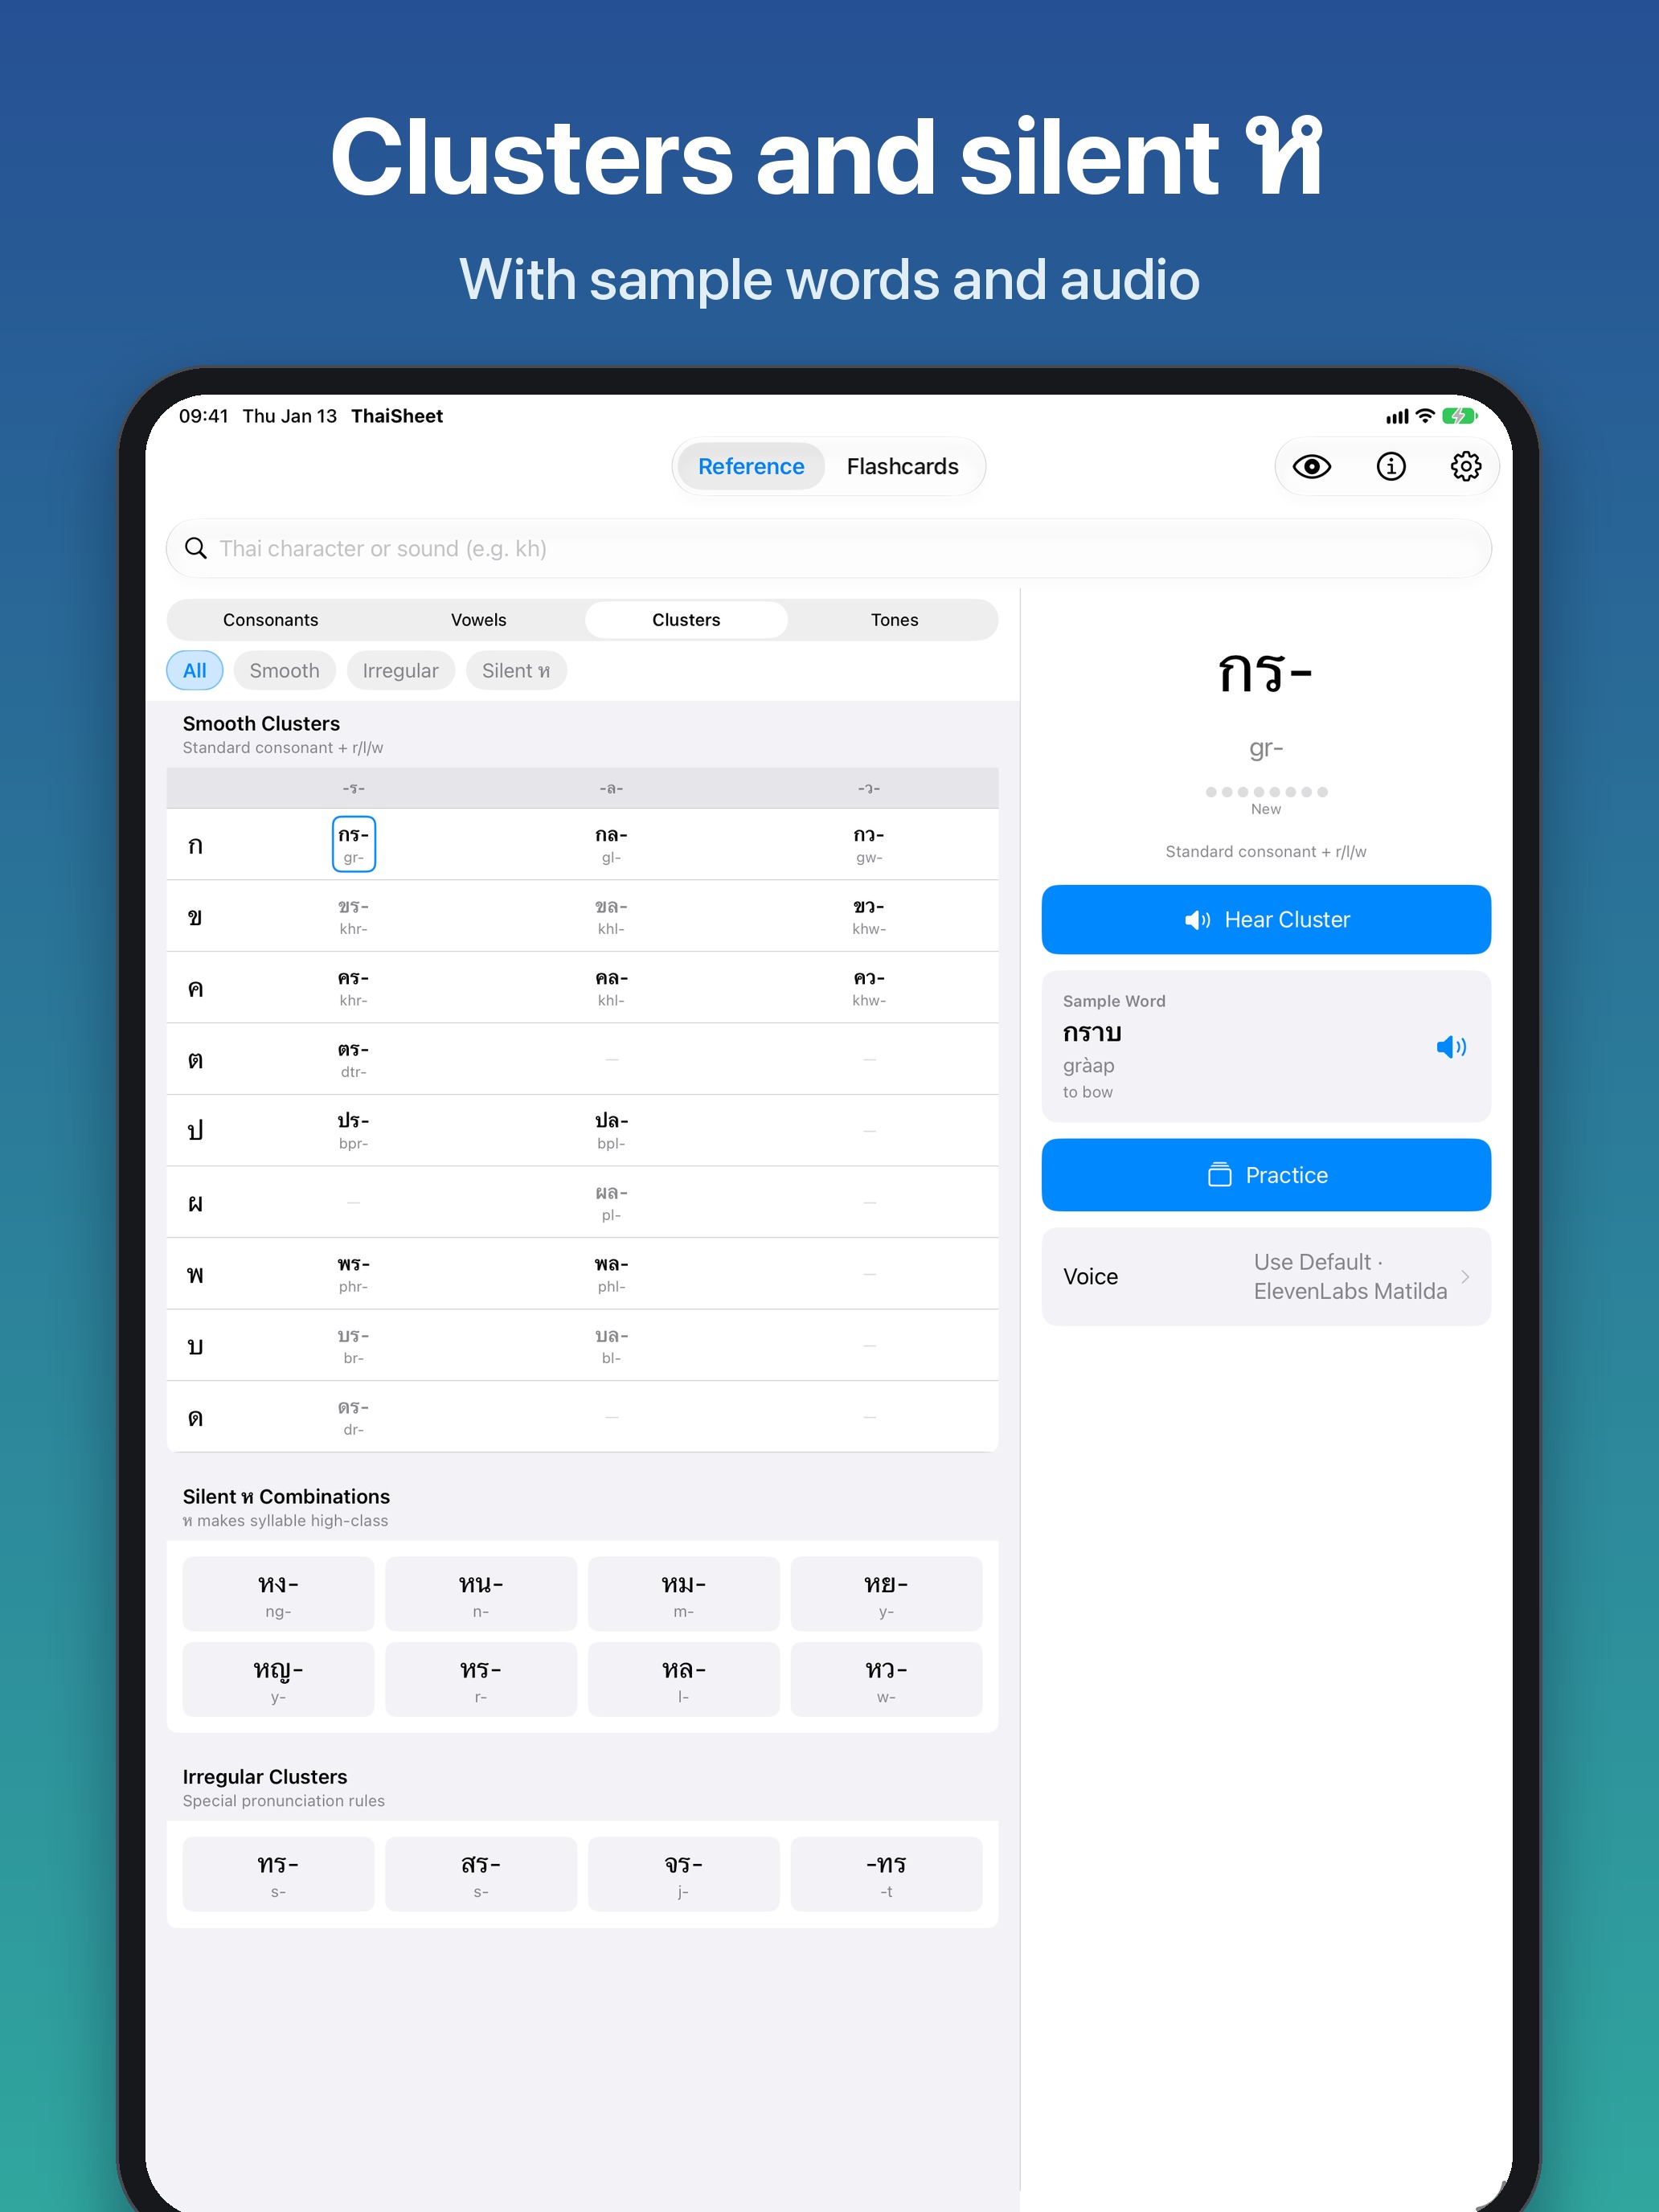 Clusters and silent ห
With sample words and audio
09:41 Thu Jan 13 ThaiSheet
Reference Flashcards
Thai character or sound (e.g. kh)
Consonants Vowels Clusters Tones
All Smooth Irregular Silent ห
Smooth Clusters
Standard consonant + r/l/w
-ร- -ล- -ว-
ก กร- กล- กว-
gr- gl- gw-
ข ขร- ขล- ขว-
khr- khl- khw-
ค คร- คล- คว-
khr- khl- khw-
ต ตร- — —
dtr-
ป ปร- ปล- —
bpr- bpl-
ผ — ผล- —
pl-
พ พร- พล- —
phr- phl-
บ บร- บล- —
br- bl-
ด ดร- — —
dr-
Silent ห Combinations
ห makes syllable high-class
หง- หน- หม- หย-
ng- n- m- y-
หญ- หร- หล- หว-
y- r- l- w-
Irregular Clusters
Special pronunciation rules
ทร- สร- จร- -ทร
s- s- j- -t
กร-
gr-
New
Standard consonant + r/l/w
Hear Cluster
Sample Word
กราบ
gràap
to bow
Practice
Voice
Use Default ·
ElevenLabs Matilda